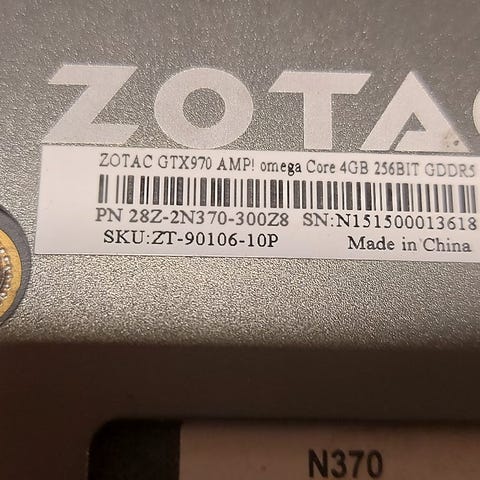 ZOTAC
ZOTAC GTX970 AMP! omega Core 4GB 256BIT GDDR5
PN 28Z-2N370-300Z8 SN:N151500013618
SKU:ZT-90106-10P Made in China
N370